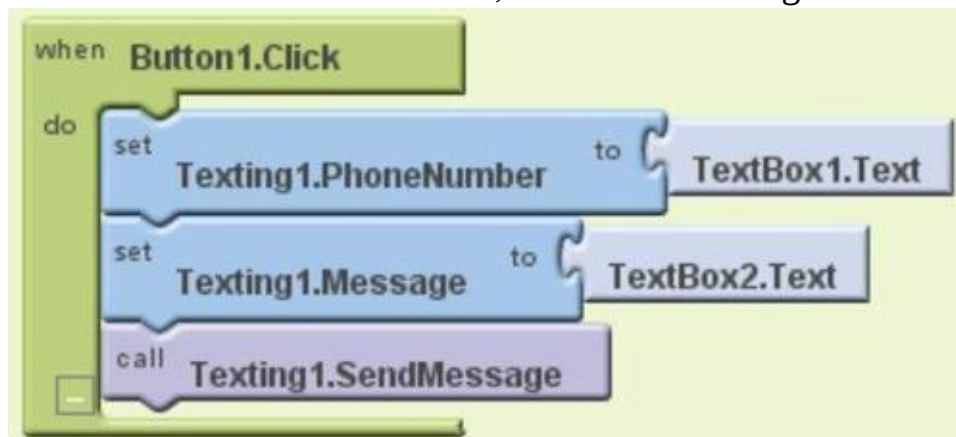 when Button1.Click
do
set Texting1.PhoneNumber to TextBox1.Text
set Texting1.Message to TextBox2.Text
call Texting1.SendMessage